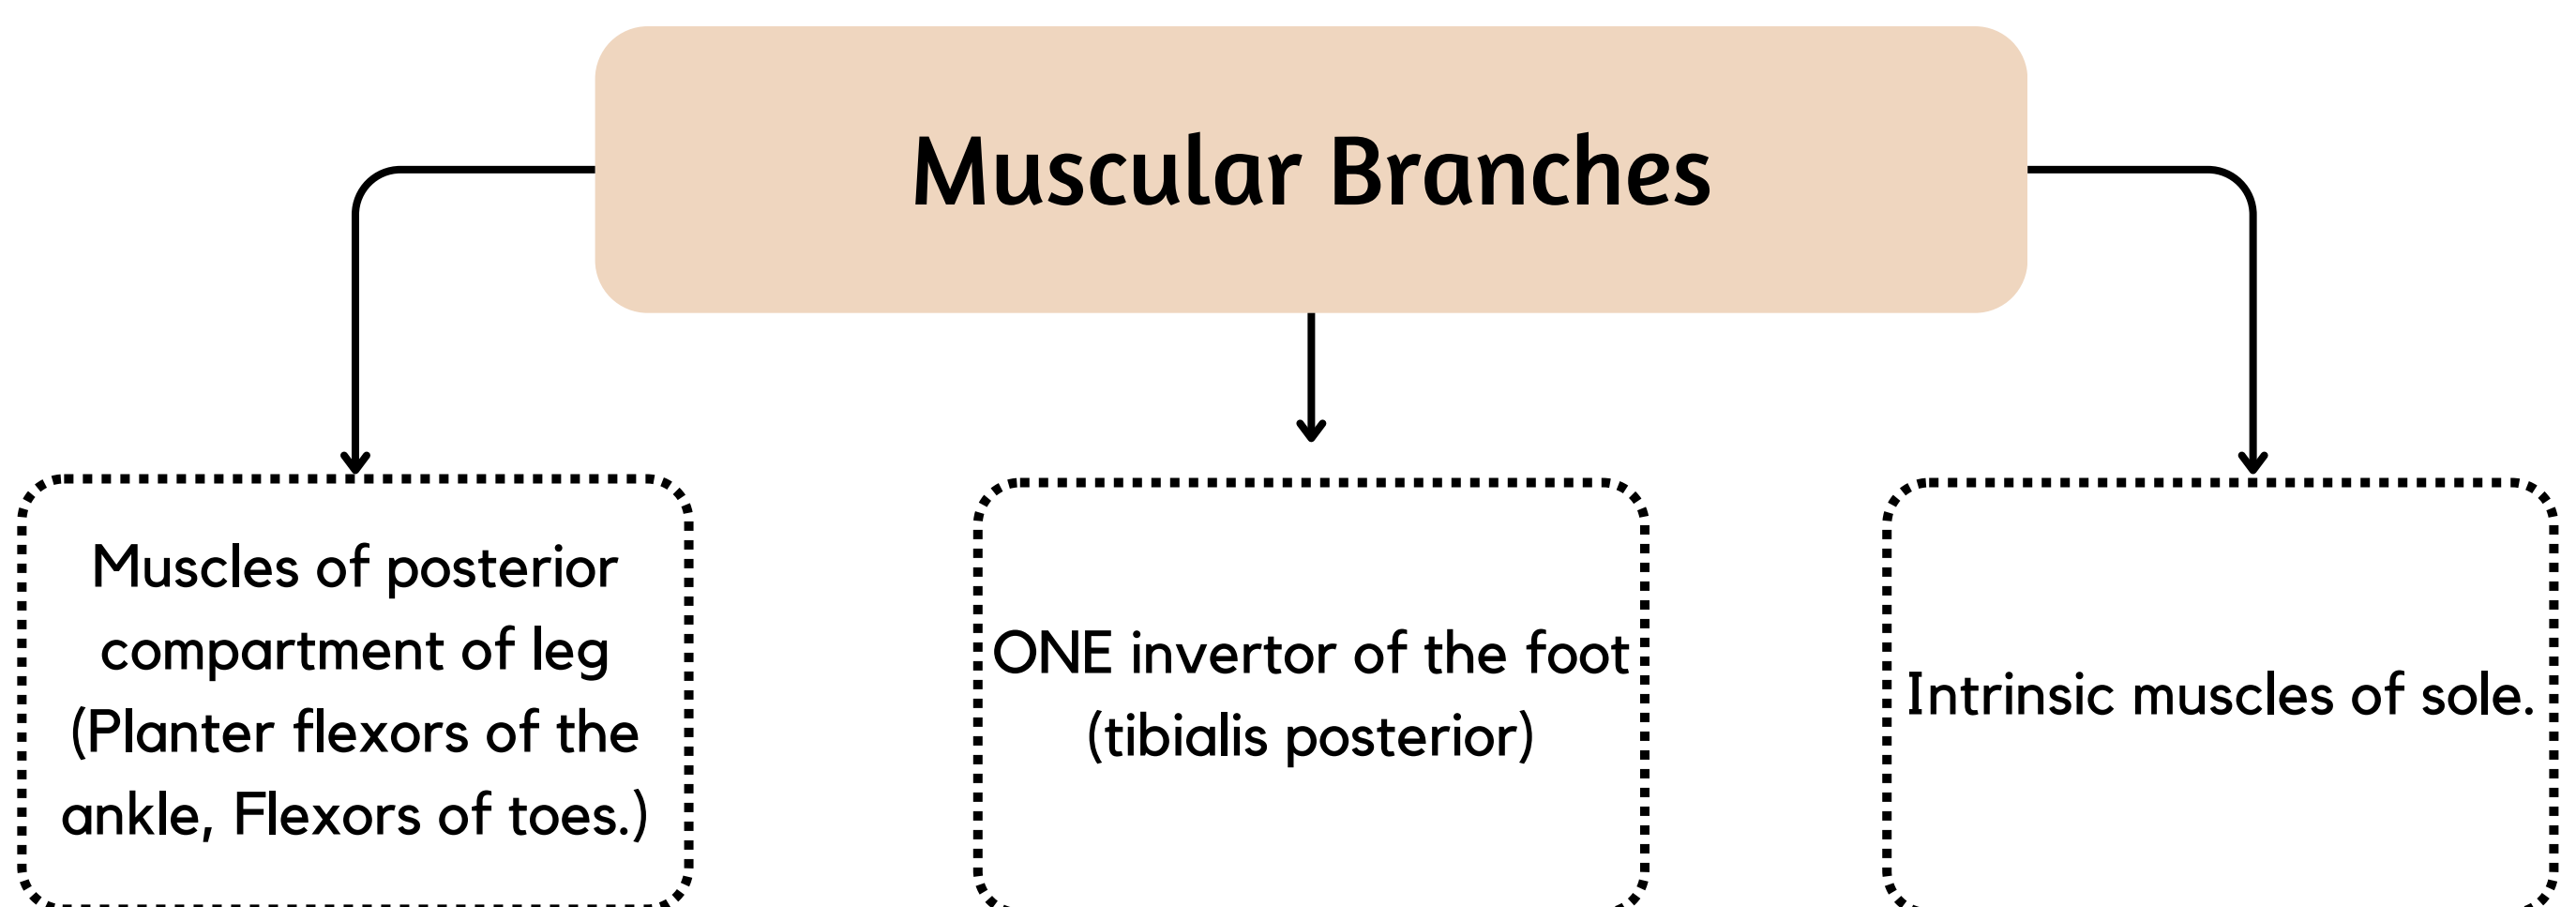 Muscular Branches
Muscles of posterior
compartment of leg
(Planter flexors of the
ankle, Flexors of toes.)
ONE invertor of the foot
(tibialis posterior)
Intrinsic muscles of sole.